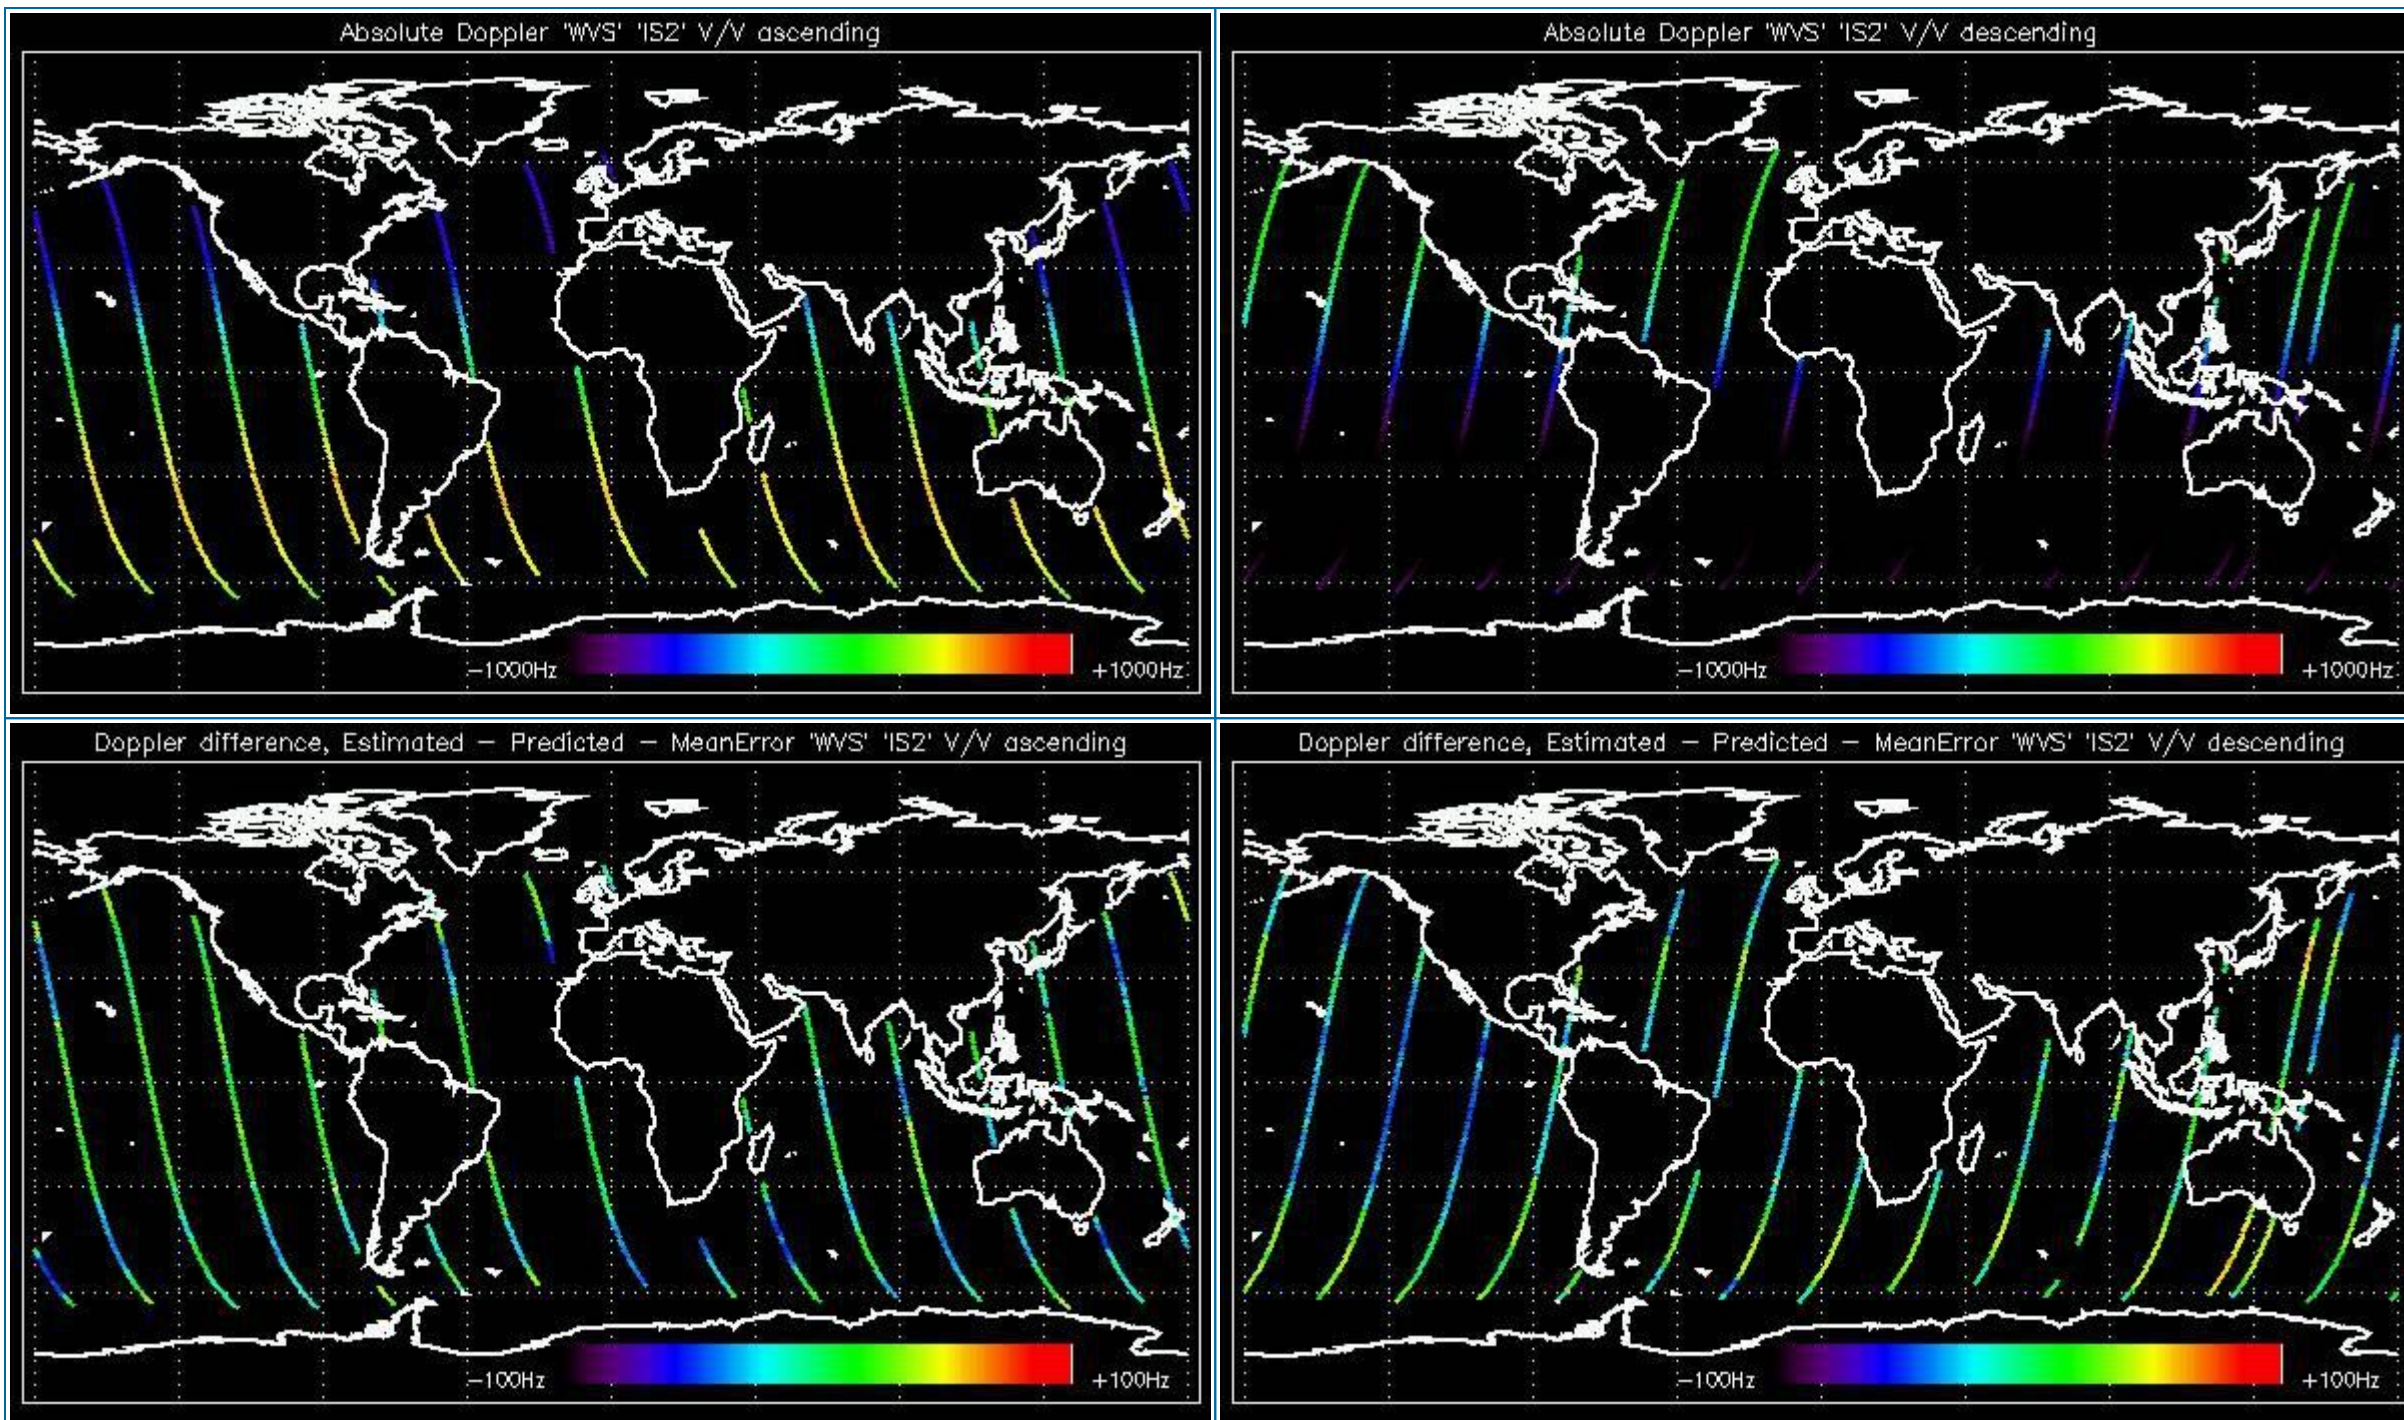 Absolute Doppler 'WVS' 'IS2' V/V ascending
-1000Hz
+1000Hz
Absolute Doppler 'WVS' 'IS2' V/V descending
-1000Hz
+1000Hz
Doppler difference, Estimated - Predicted - MeanError 'WVS' 'IS2' V/V ascending
-100Hz
+100Hz
Doppler difference, Estimated - Predicted - MeanError 'WVS' 'IS2' V/V descending
-100Hz
+100Hz